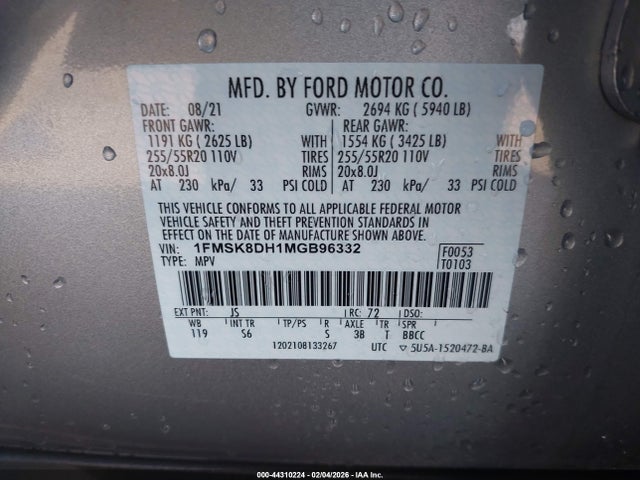 MFD. BY FORD MOTOR CO.
DATE: 08/21 GVWR: 2694 KG ( 5940 LB)
FRONT GAWR: REAR GAWR:
1191 KG ( 2625 LB) WITH 1554 KG ( 3425 LB) WITH
255/55R20 110V TIRES 255/55R20 110V TIRES
20x8.0J RIMS 20x8.0J RIMS
AT 230 kPa/ 33 PSI COLD AT 230 kPa/ 33 PSI COLD
THIS VEHICLE CONFORMS TO ALL APPLICABLE FEDERAL MOTOR
VEHICLE SAFETY AND THEFT PREVENTION STANDARDS IN
EFFECT ON THE DATE OF MANUFACTURE SHOWN ABOVE.
VIN: 1FMSK8DH1MGB96332 F0053
TYPE: MPV T0103
EXT PNT: JS RC: 72 DSO:
WB INT TR TP/PS R AXLE TR SPR
119 S6 S 3B T BBCC
1202108133267 UTC ▽ 5U5A-1520472-BA
000-44310224 - 02/04/2026 - IAA Inc.